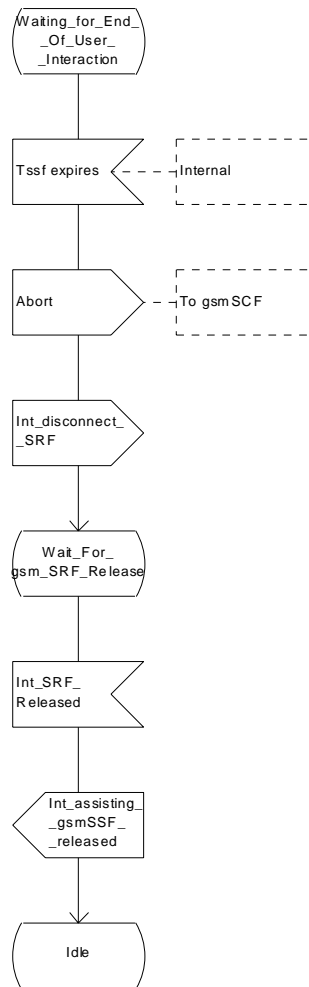 Waiting_for_End_
_Of_User_
_Interaction
Tssf expires
Internal
Abort
To gsmSCF
Int_disconnect_
_SRF
Wait_For_
gsm_SRF_Release
Int_SRF_
Released
Int_assisting_
_gsmSSF_
_released
Idle